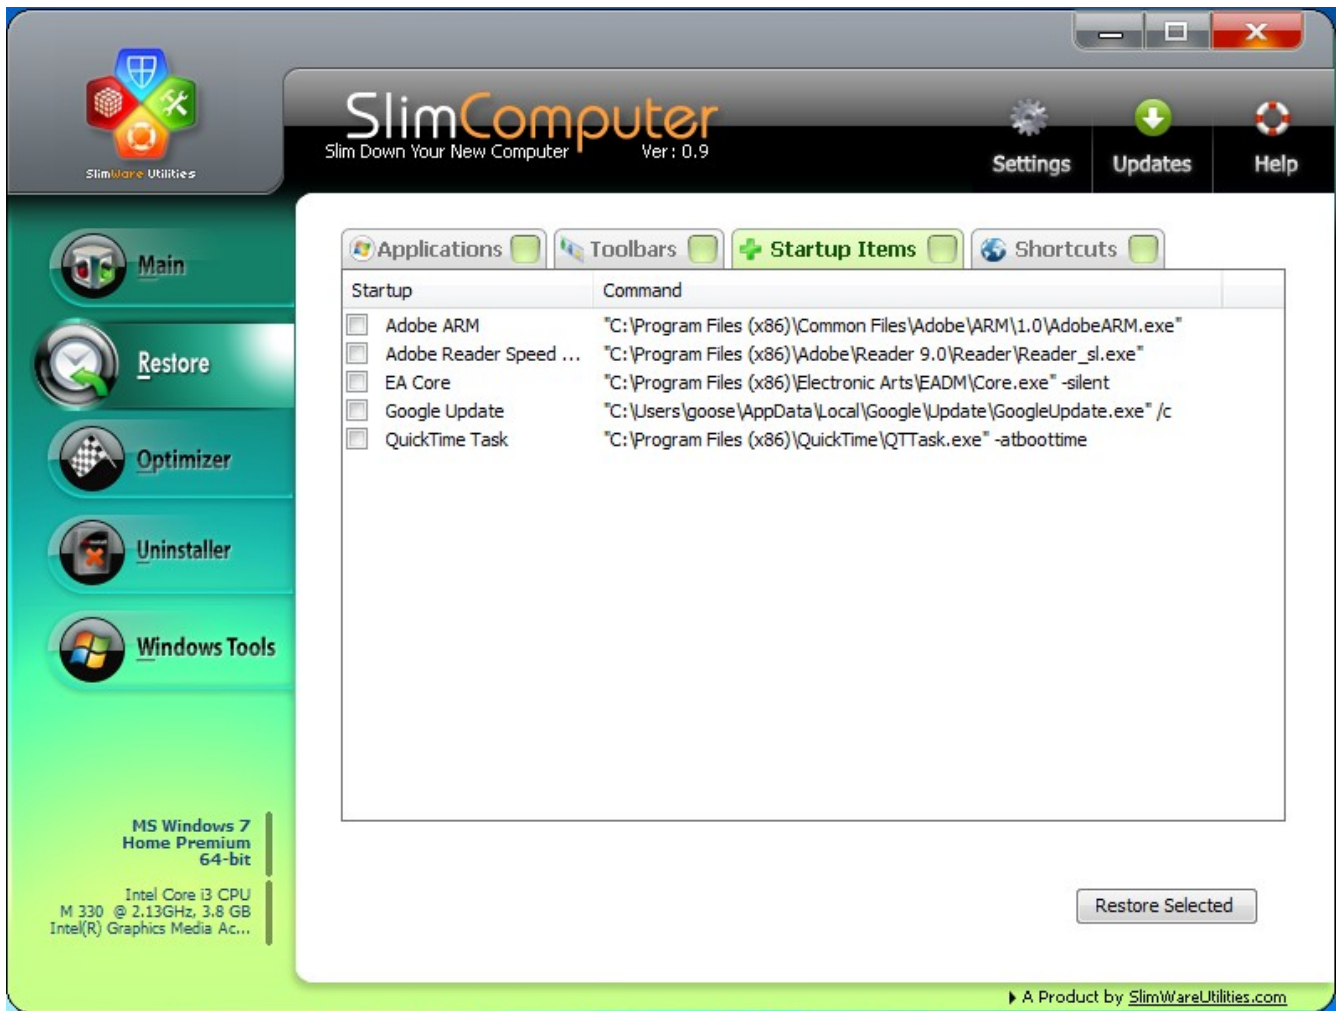 SlimWare Utilities
SlimComputer
Slim Down Your New Computer Ver: 0.9
Settings Updates Help
Main
Restore
Optimizer
Uninstaller
Windows Tools
MS Windows 7
Home Premium
64-bit
Intel Core i3 CPU
M 330 @ 2.13GHz, 3.8 GB
Intel(R) Graphics Media Ac...
Applications Toolbars Startup Items Shortcuts
Startup Command
Adobe ARM "C:\Program Files (x86)\Common Files\Adobe\ARM\1.0\AdobeARM.exe"
Adobe Reader Speed ... "C:\Program Files (x86)\Adobe\Reader 9.0\Reader\Reader_sl.exe"
EA Core "C:\Program Files (x86)\Electronic Arts\EADM\Core.exe" -silent
Google Update "C:\Users\goose\AppData\Local\Google\Update\GoogleUpdate.exe" /c
QuickTime Task "C:\Program Files (x86)\QuickTime\QTTask.exe" -atboottime
Restore Selected
A Product by SlimWareUtilities.com